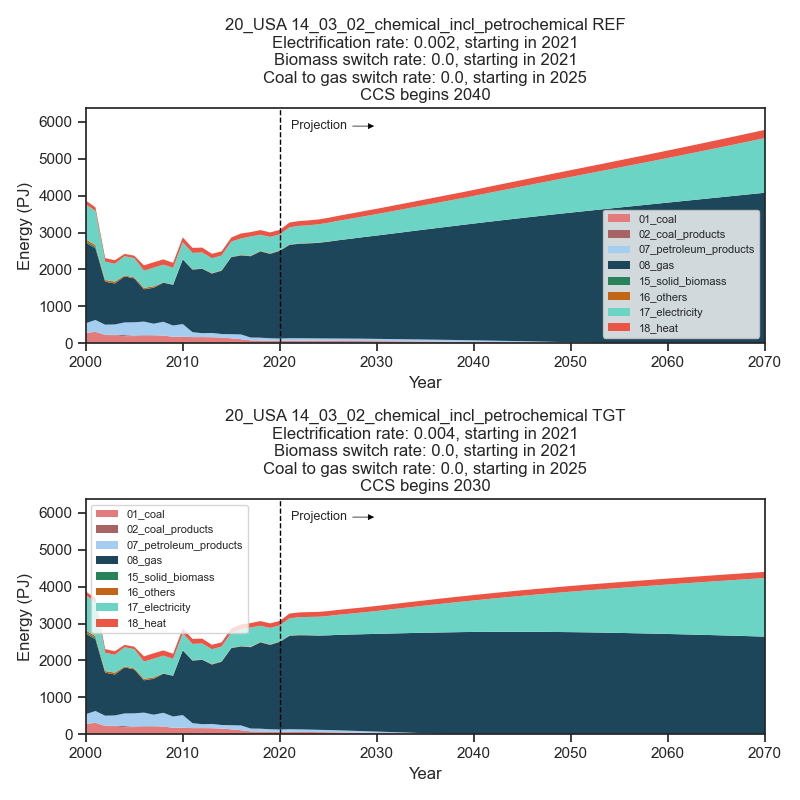 20_USA 14_03_02_chemical_incl_petrochemical REF
Electrification rate: 0.002, starting in 2021
Biomass switch rate: 0.0, starting in 2021
Coal to gas switch rate: 0.0, starting in 2025
CCS begins 2040
Projection
6000
5000
4000
3000
2000
1000
0
Energy (PJ)
01_coal
02_coal_products
07_petroleum_products
08_gas
15_solid_biomass
16_others
17_electricity
18_heat
2000 2010 2020 2030 2040 2050 2060 2070
Year
20_USA 14_03_02_chemical_incl_petrochemical TGT
Electrification rate: 0.004, starting in 2021
Biomass switch rate: 0.0, starting in 2021
Coal to gas switch rate: 0.0, starting in 2025
CCS begins 2030
Projection
6000
5000
4000
3000
2000
1000
0
Energy (PJ)
01_coal
02_coal_products
07_petroleum_products
08_gas
15_solid_biomass
16_others
17_electricity
18_heat
2000 2010 2020 2030 2040 2050 2060 2070
Year